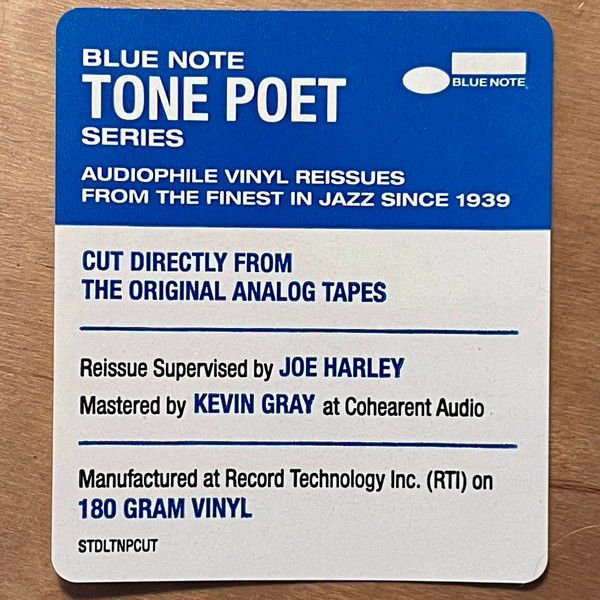 BLUE NOTE
TONE POET
SERIES
BLUE NOTE
AUDIOPHILE VINYL REISSUES
FROM THE FINEST IN JAZZ SINCE 1939
CUT DIRECTLY FROM
THE ORIGINAL ANALOG TAPES
Reissue Supervised by JOE HARLEY
Mastered by KEVIN GRAY at Cohearent Audio
Manufactured at Record Technology Inc. (RTI) on
180 GRAM VINYL
STDLTNPCUT